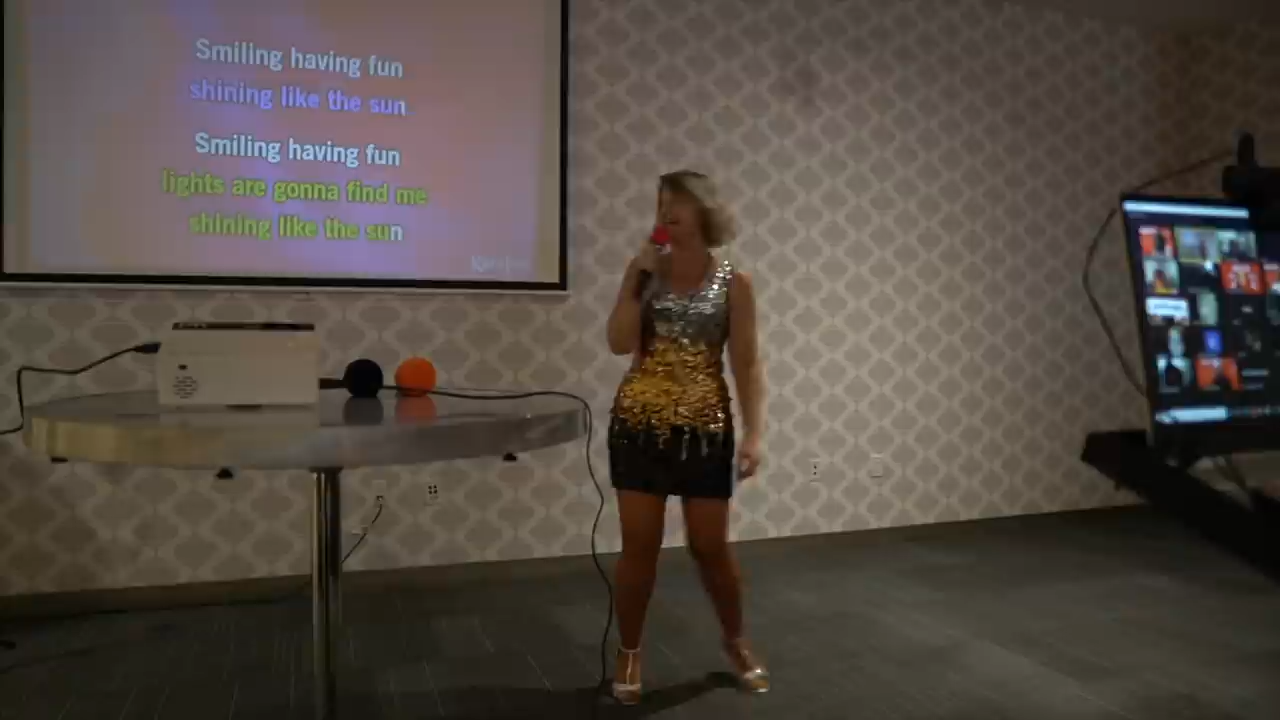 Smiling having fun
shining like the sun
Smiling having fun
lights are gonna find me
shining like the sun